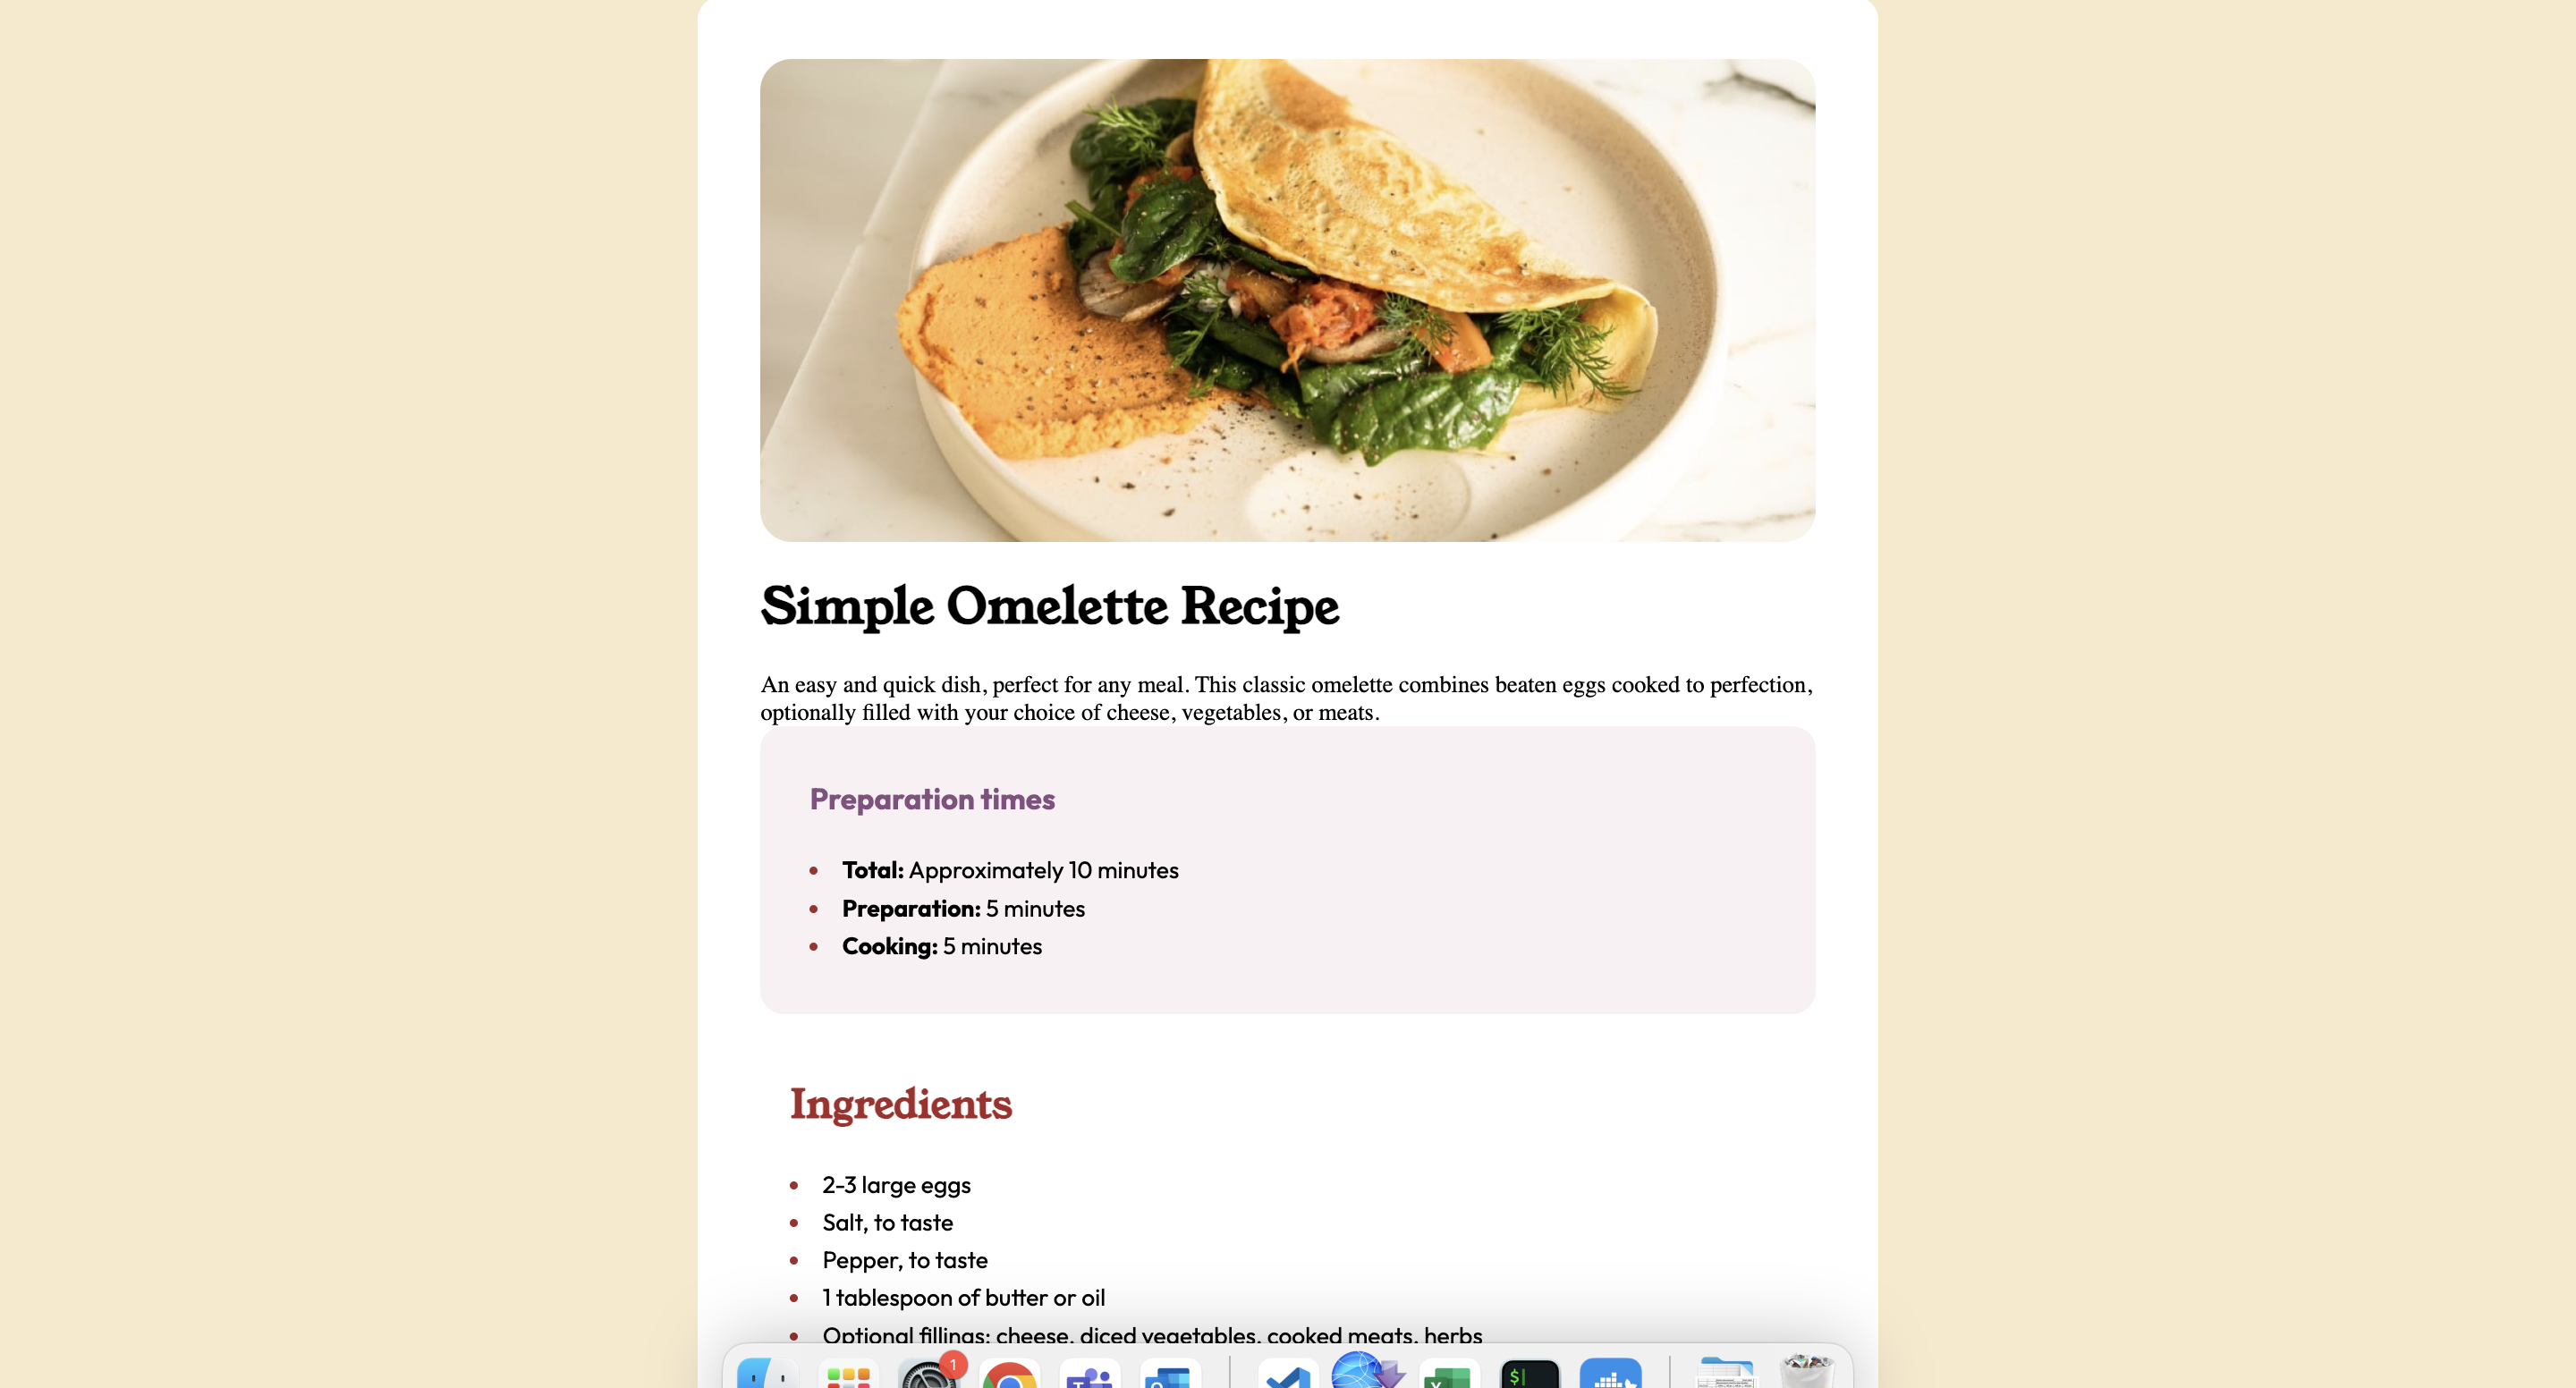 Simple Omelette Recipe
An easy and quick dish, perfect for any meal. This classic omelette combines beaten eggs cooked to perfection,
optionally filled with your choice of cheese, vegetables, or meats.
Preparation times
Total: Approximately 10 minutes
Preparation: 5 minutes
Cooking: 5 minutes
Ingredients
2-3 large eggs
Salt, to taste
Pepper, to taste
1 tablespoon of butter or oil
Optional fillings: cheese, diced vegetables, cooked meats, herbs
1
$